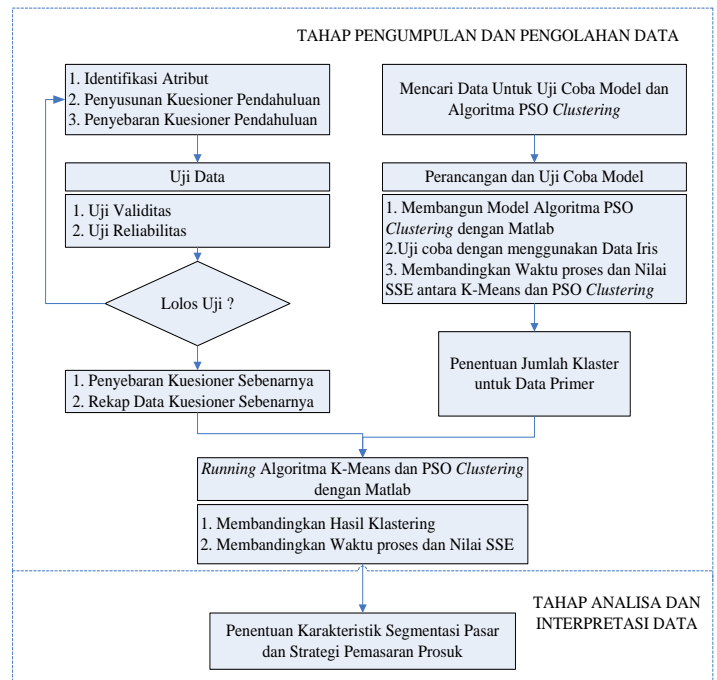 TAHAP PENGUMPULAN DAN PENGOLAHAN DATA
1. Identifikasi Atribut
2. Penyusunan Kuesioner Pendahuluan
3. Penyebaran Kuesioner Pendahuluan
Uji Data
1. Uji Validitas
2. Uji Reliabilitas
Lolos Uji ?
1. Penyebaran Kuesioner Sebenarnya
2. Rekap Data Kuesioner Sebenarnya
Mencari Data Untuk Uji Coba Model dan
Algoritma PSO Clustering
Perancangan dan Uji Coba Model
1. Membangun Model Algoritma PSO
Clustering dengan Matlab
2.Uji coba dengan menggunakan Data Iris
3. Membandingkan Waktu proses dan Nilai
SSE antara K-Means dan PSO Clustering
Penentuan Jumlah Klaster
untuk Data Primer
Running Algoritma K-Means dan PSO Clustering
dengan Matlab
1. Membandingkan Hasil Klastering
2. Membandingkan Waktu proses dan Nilai SSE
TAHAP ANALISA DAN
INTERPRETASI DATA
Penentuan Karakteristik Segmentasi Pasar
dan Strategi Pemasaran Prosuk